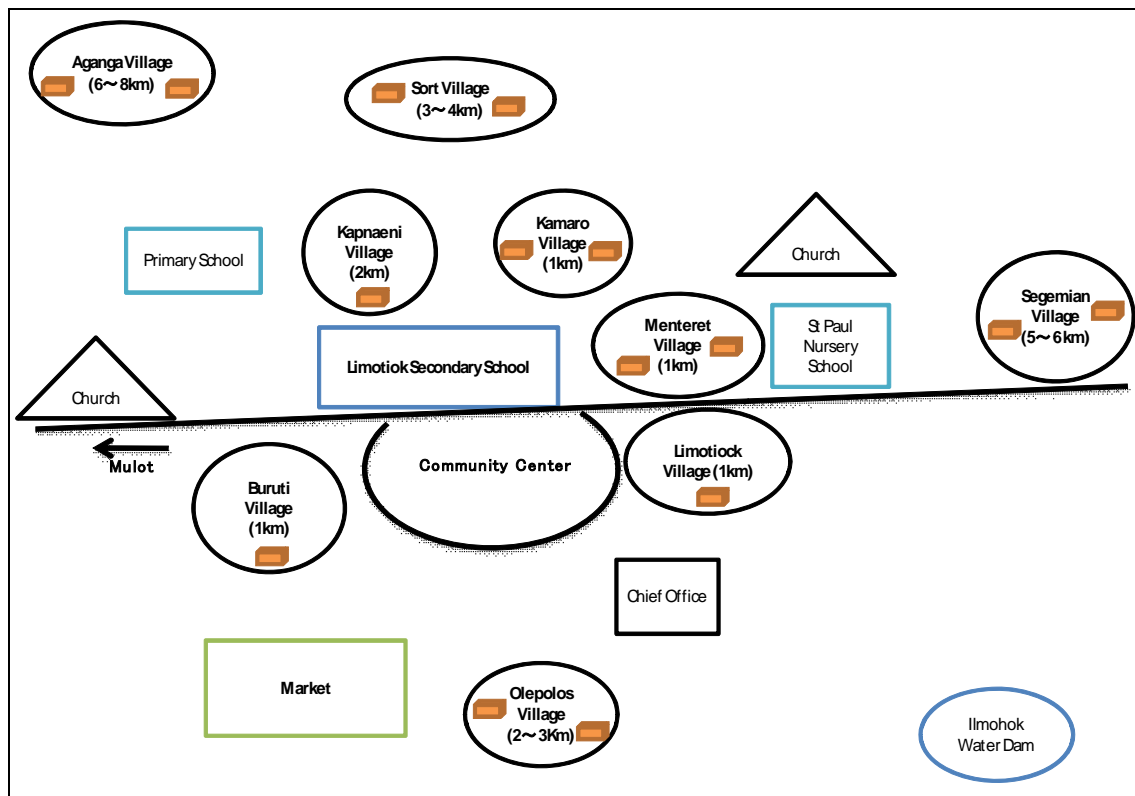 Aganga Village
(6～8km)
Sort Village
(3～4km)
Kapnaeni
Village
(2km)
Kamaro
Village
(1km)
Church
Primary School
Segemian
Village
(5～6km)
Menteret
Village
(1km)
St Paul
Nursery
School
Limotiok Secondary School
Church
Mulot
Community Center
Limotiock
Village (1km)
Buruti
Village
(1km)
Chief Office
Market
Olepolos
Village
(2～3Km)
Ilmohok
Water Dam